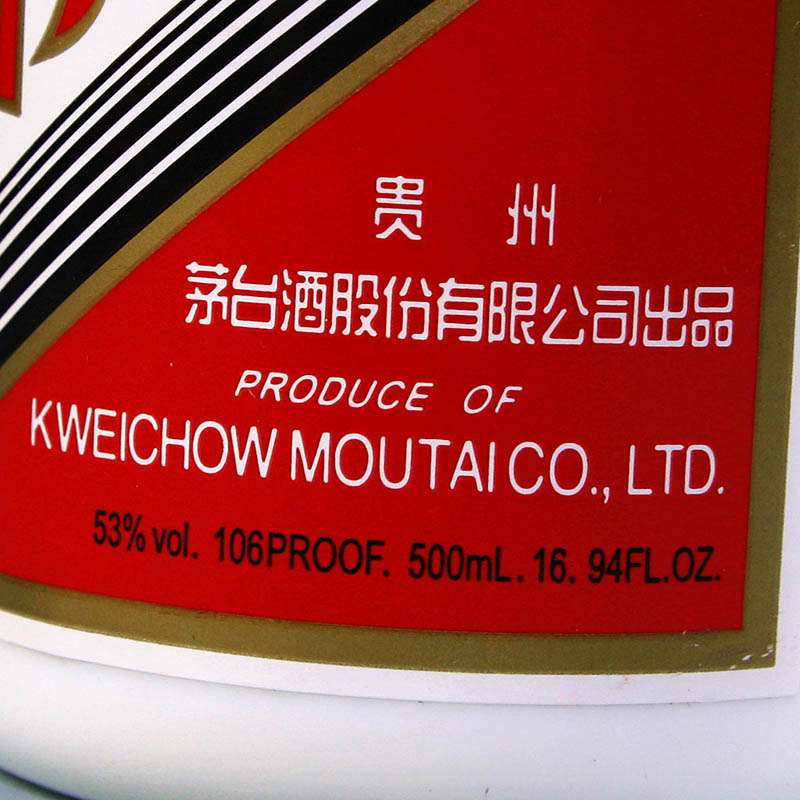 贵 州
茅台酒股份有限公司出品
PRODUCE OF
KWEICHOW MOUTAI CO., LTD.
53% vol. 106PROOF. 500mL. 16. 94FL.OZ.